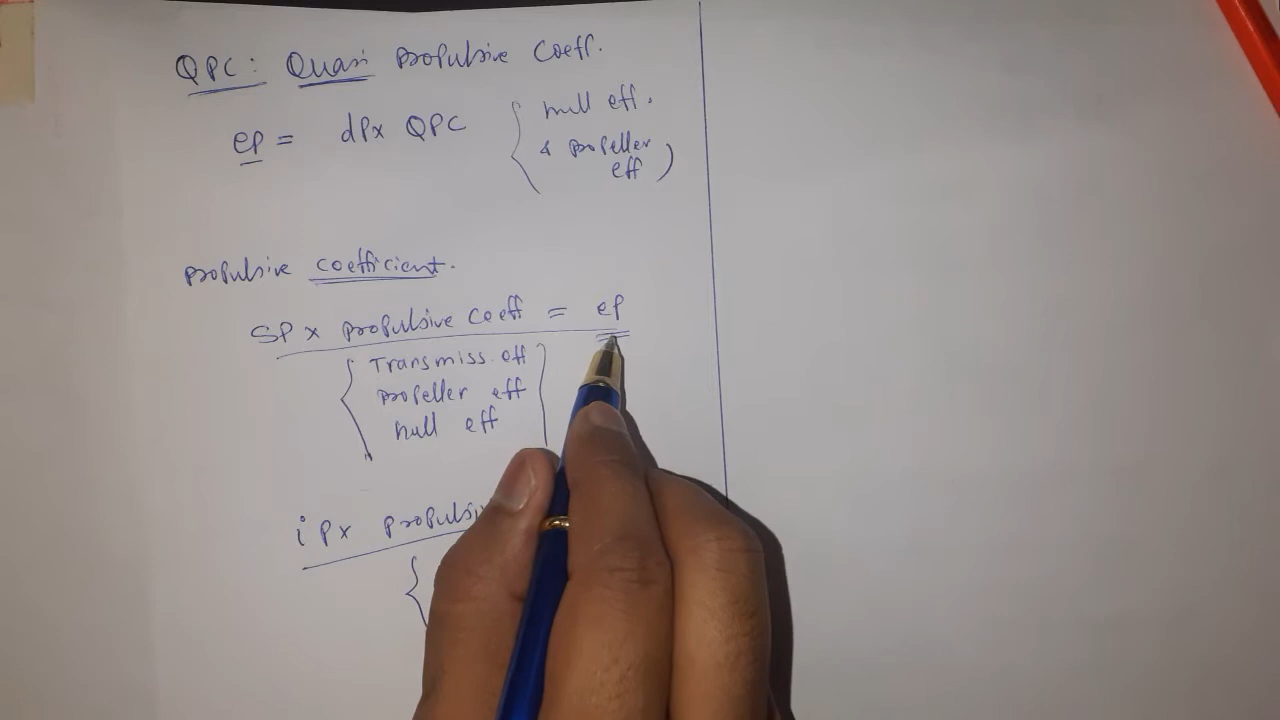 QPC: Quasi propulsive Coeff.
ep = dp x QPC { hull eff. & propeller eff )
propulsive coefficient.
SP x propulsive coeff = ep
{ Transmiss. eff
propeller eff
hull eff
ip x